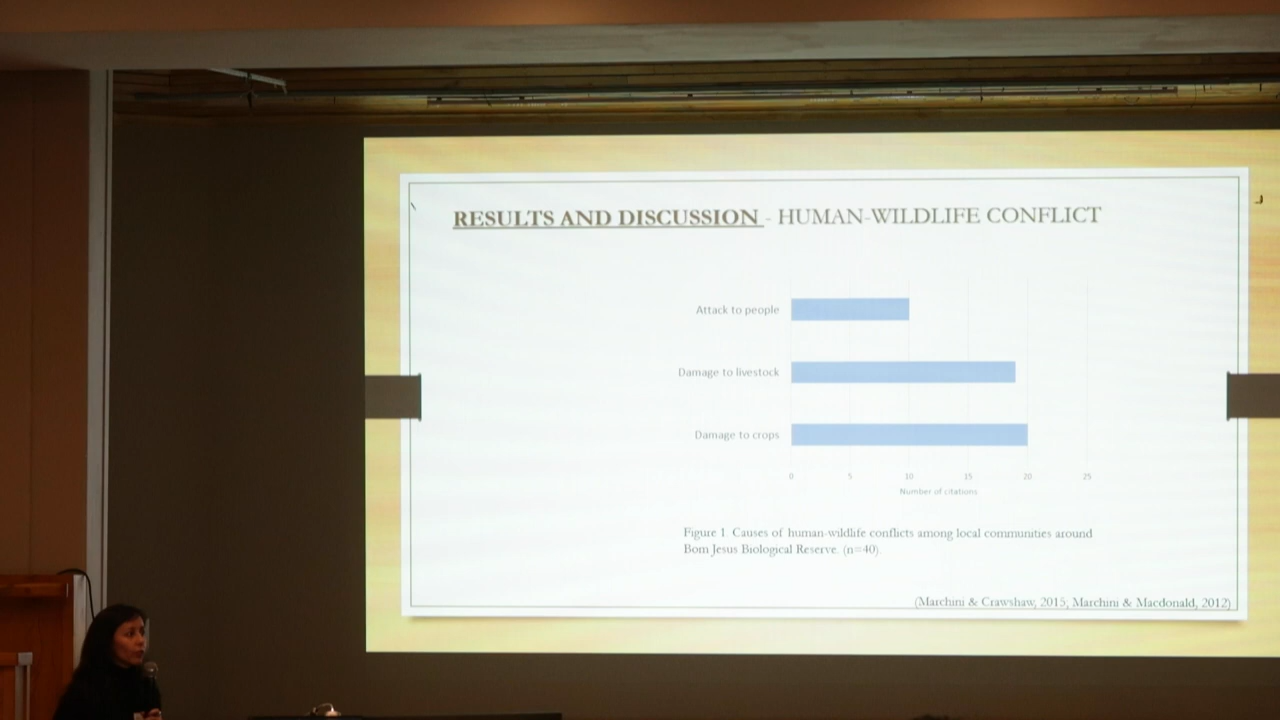 RESULTS AND DISCUSSION - HUMAN-WILDLIFE CONFLICT
Attack to people
Damage to livestock
Damage to crops
0 5 10 15 20 25
Number of citations
Figure 1. Causes of human-wildlife conflicts among local communities around
Bom Jesus Biological Reserve. (n=40).
(Marchini & Crawshaw, 2015; Marchini & Macdonald, 2012)